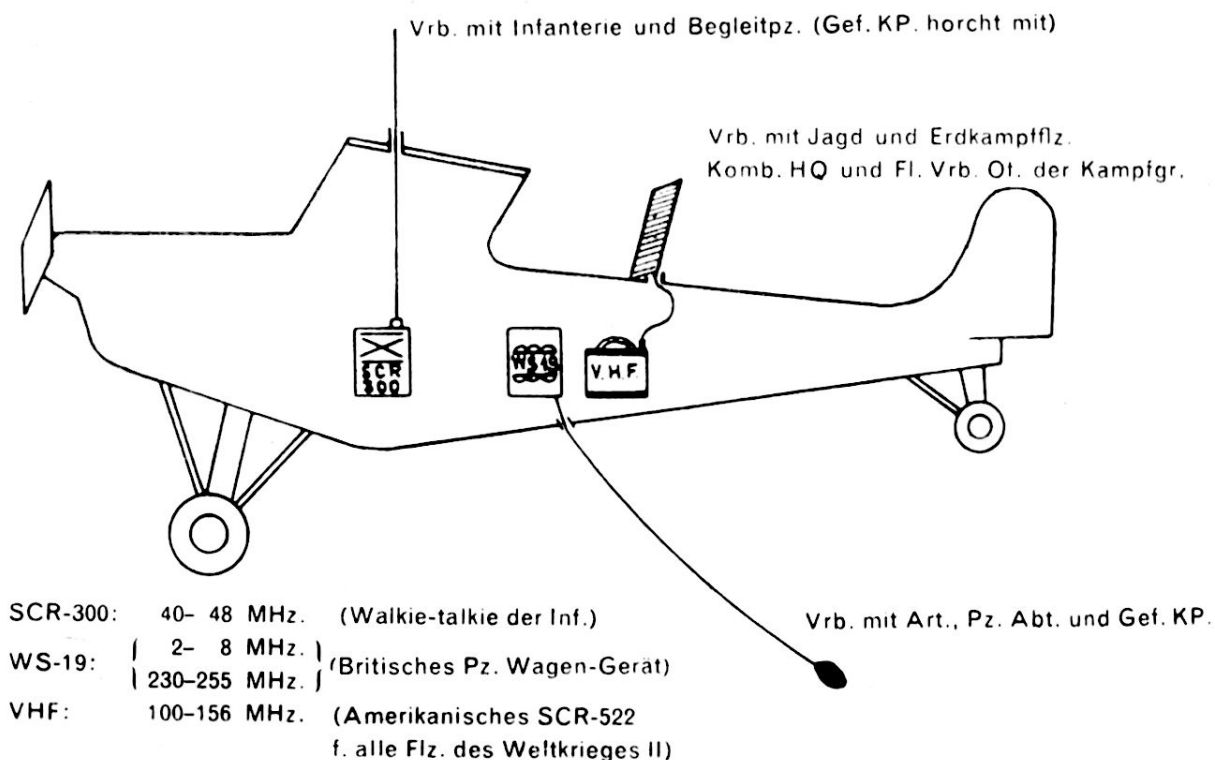 Vrb. mit Infanterie und Begleitpz. (Gef. KP. horcht mit)
Vrb. mit Jagd und Erdkampfflz.
Komb. HQ und Fl. Vrb. Of. der Kampfgr.
SCR
300
WS 19
V.H.F.
Vrb. mit Art., Pz. Abt. und Gef. KP.
SCR-300: 40– 48 MHz. (Walkie-talkie der Inf.)
WS-19: 2– 8 MHz. (Britisches Pz. Wagen-Gerät)
230–255 MHz.
VHF: 100–156 MHz. (Amerikanisches SCR-522
f. alle Flz. des Weltkrieges II)